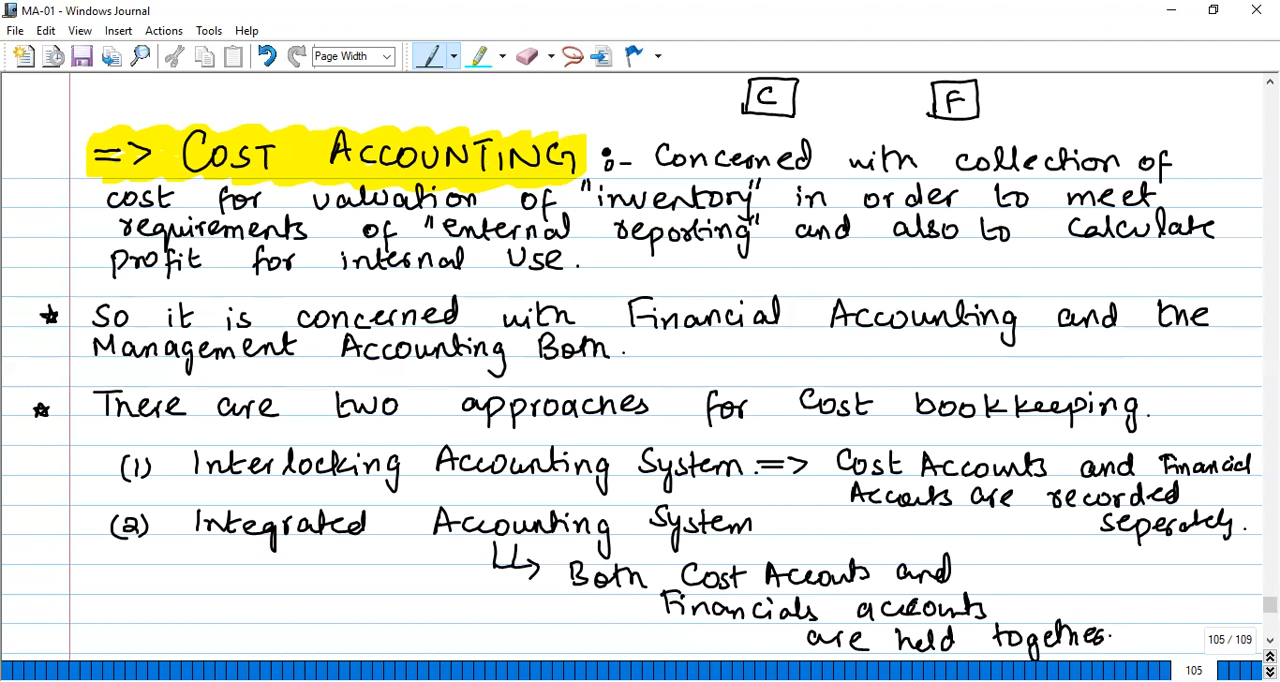 MA-01 - Windows Journal
File Edit View Insert Actions Tools Help
Page Width
C F
=> COST ACCOUNTING :- Concerned with collection of
cost for valuation of "inventory" in order to meet
requirements of "enternal reporting" and also to calculate
profit for internal use.
* So it is concerned with Financial Accounting and the
Management Accounting Both.
* There are two approaches for Cost bookkeeping.
(1) Interlocking Accounting System => Cost Accounts and Financial
Accounts are recorded
seperately.
(2) Integrated Accounting System
Both Cost Accouts and
Financials accounts
are held together.
105 / 109
105